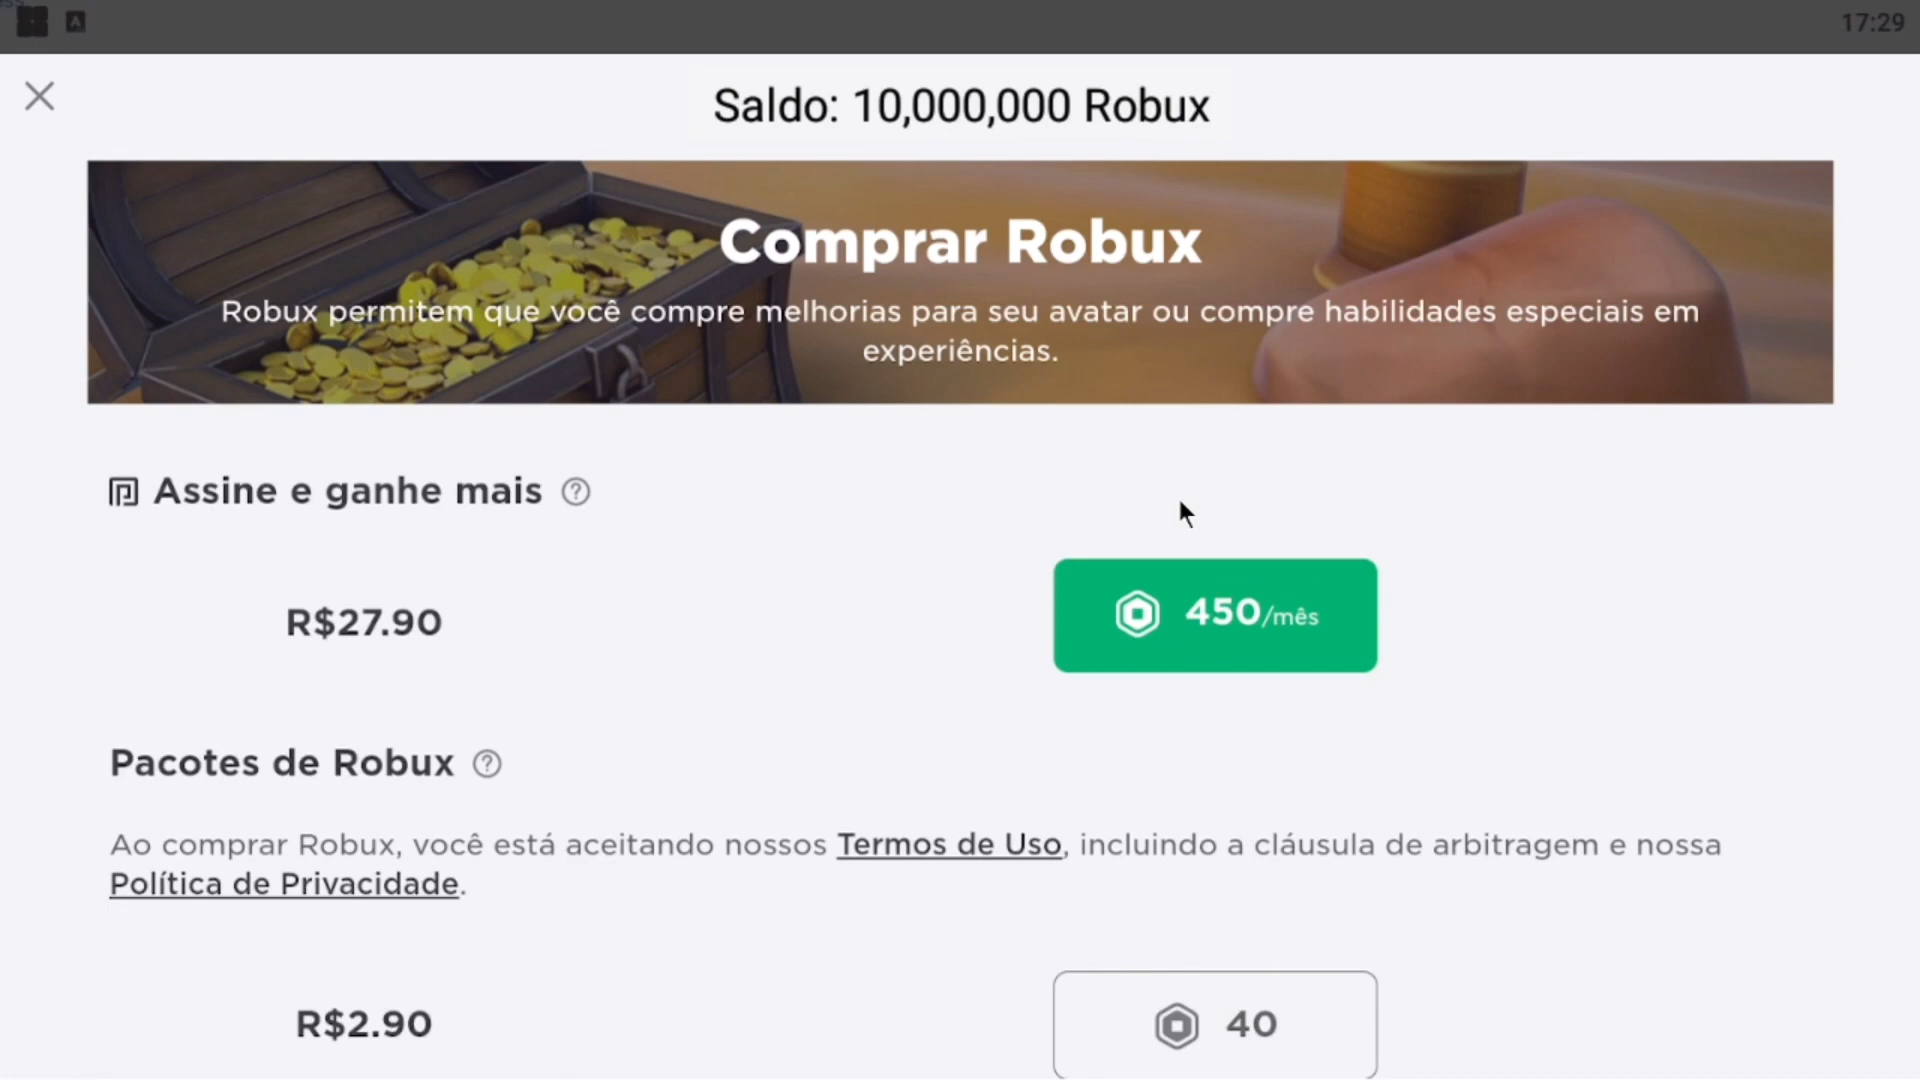 A
17:29
Saldo: 10,000,000 Robux
Comprar Robux
Robux permitem que você compre melhorias para seu avatar ou compre habilidades especiais em
experiências.
Assine e ganhe mais ?
R$27.90
450/mês
Pacotes de Robux ?
Ao comprar Robux, você está aceitando nossos Termos de Uso, incluindo a cláusula de arbitragem e nossa
Política de Privacidade.
R$2.90
40